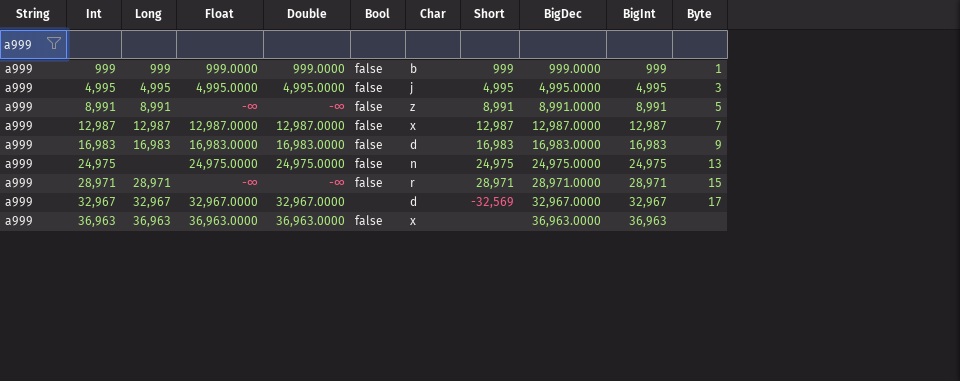 String Int Long Float Double Bool Char Short BigDec BigInt Byte
a999
a999 999 999 999.0000 999.0000 false b 999 999.0000 999 1
a999 4,995 4,995 4,995.0000 4,995.0000 false j 4,995 4,995.0000 4,995 3
a999 8,991 8,991 -∞ -∞ false z 8,991 8,991.0000 8,991 5
a999 12,987 12,987 12,987.0000 12,987.0000 false x 12,987 12,987.0000 12,987 7
a999 16,983 16,983 16,983.0000 16,983.0000 false d 16,983 16,983.0000 16,983 9
a999 24,975 24,975.0000 24,975.0000 false n 24,975 24,975.0000 24,975 13
a999 28,971 28,971 -∞ -∞ false r 28,971 28,971.0000 28,971 15
a999 32,967 32,967 32,967.0000 32,967.0000 d -32,569 32,967.0000 32,967 17
a999 36,963 36,963 36,963.0000 36,963.0000 false x 36,963.0000 36,963